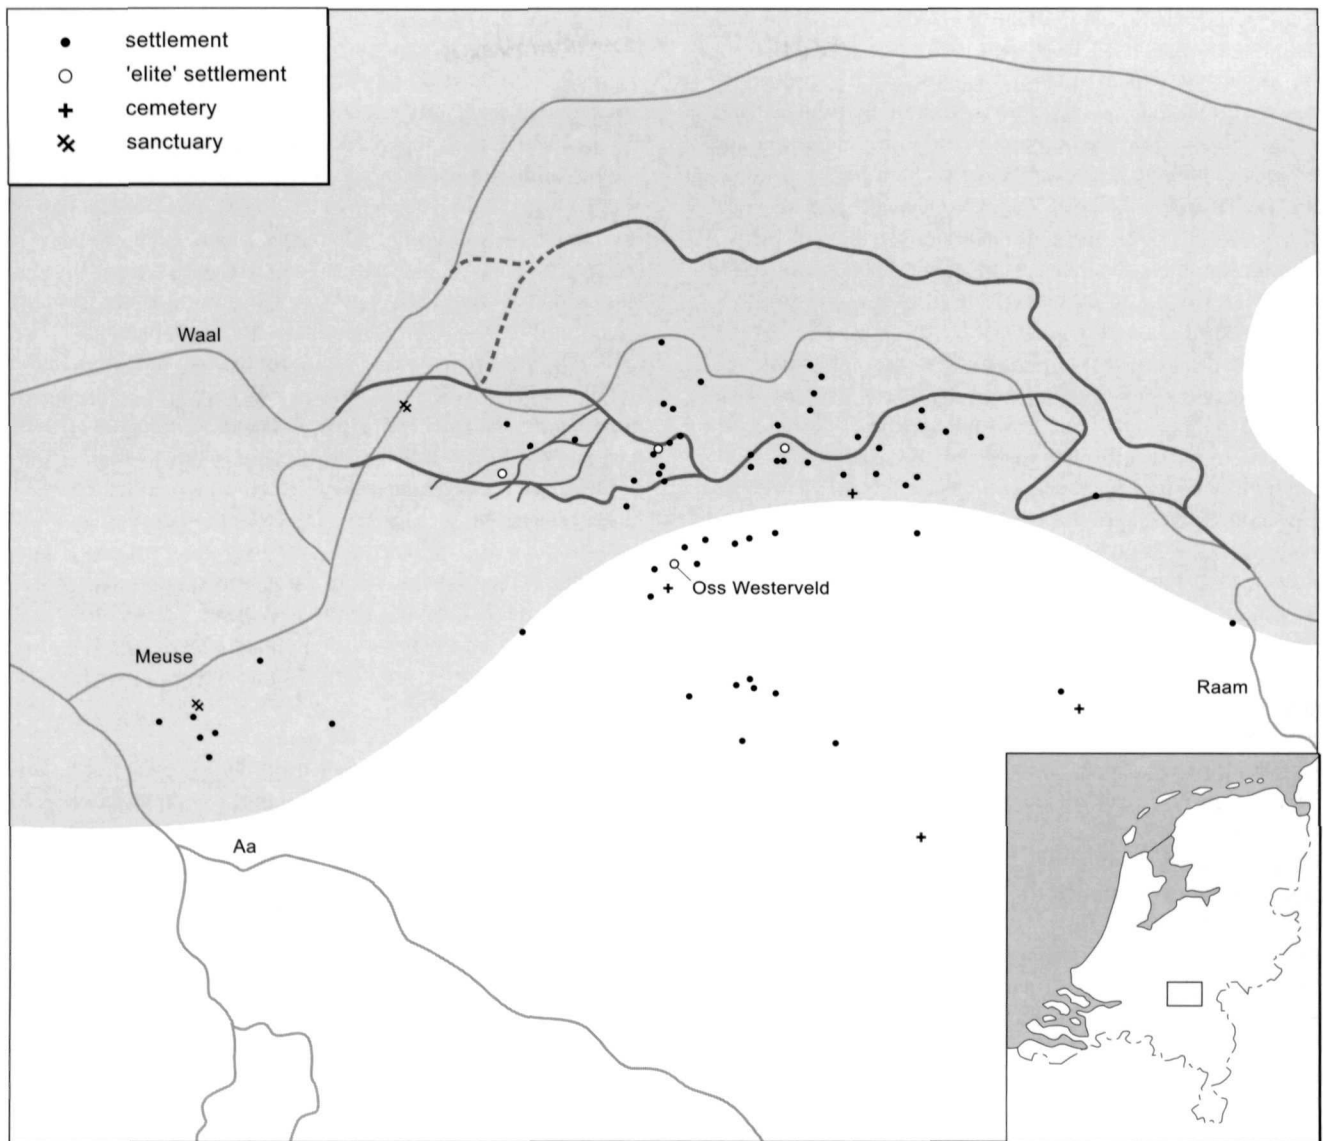 settlement
'elite' settlement
cemetery
sanctuary
Waal
Oss Westerveld
Meuse
Raam
Aa